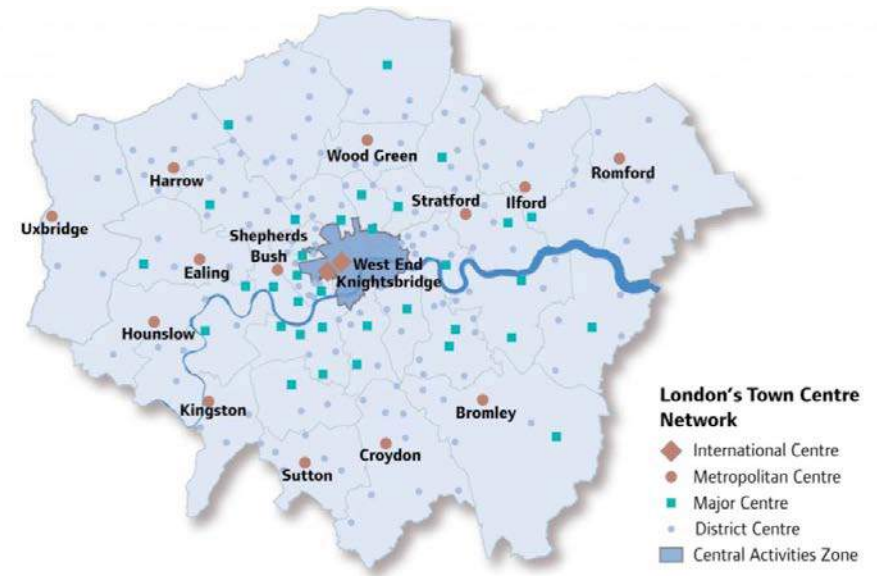 Wood Green
Romford
Harrow
Stratford
Ilford
Uxbridge
Shepherds
Bush
Ealing
West End
Knightsbridge
Hounslow
Kingston
Bromley
Croydon
Sutton
London's Town Centre
Network
International Centre
Metropolitan Centre
Major Centre
District Centre
Central Activities Zone